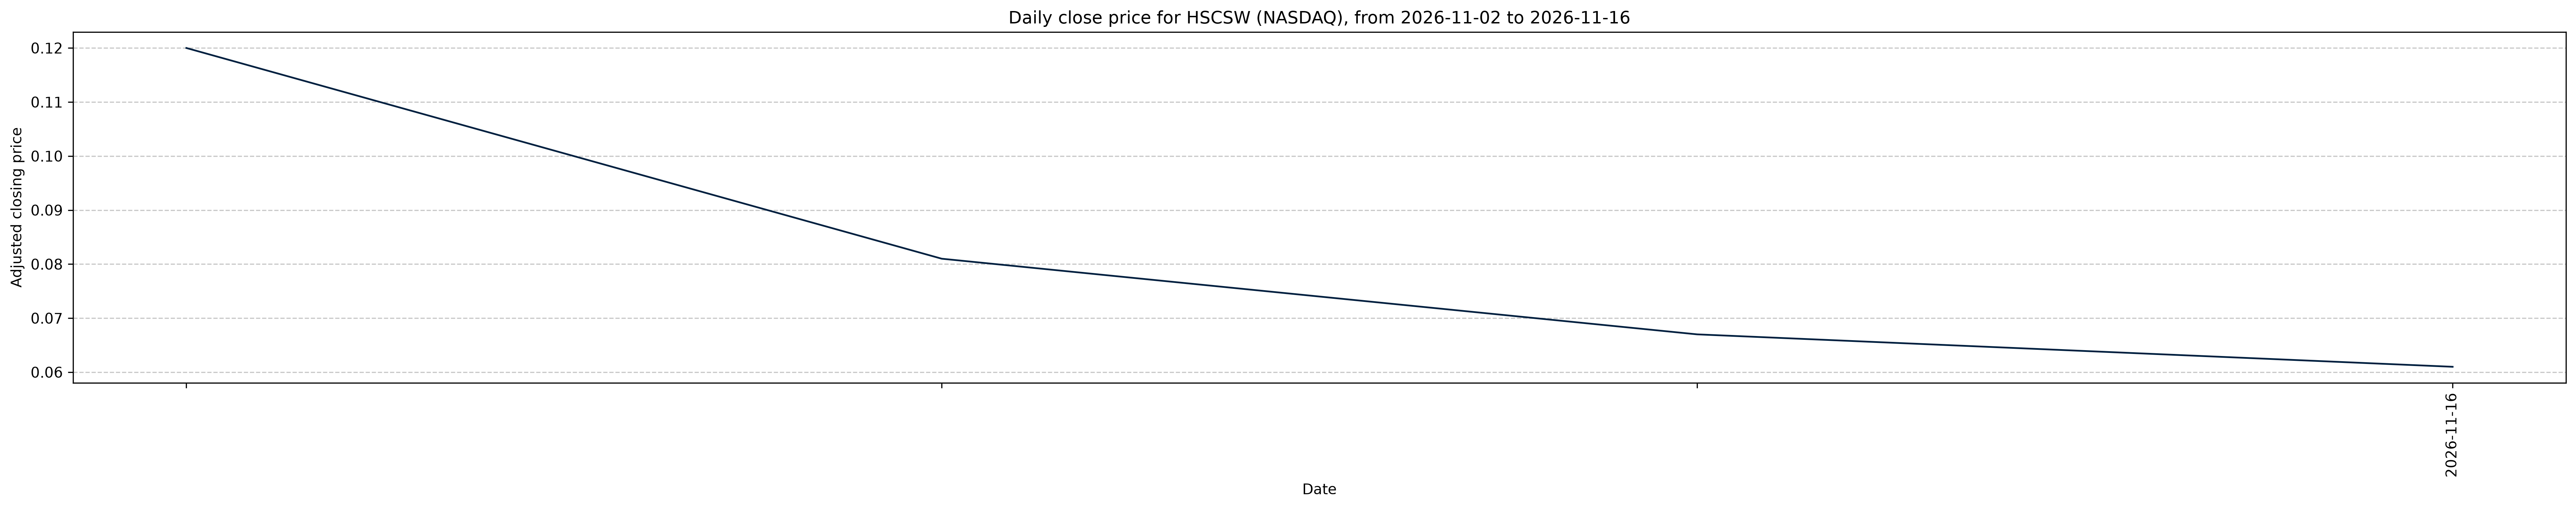 Daily close price for HSCSW (NASDAQ), from 2026-11-02 to 2026-11-16
Adjusted closing price
0.12
0.11
0.10
0.09
0.08
0.07
0.06
2026-11-16
Date